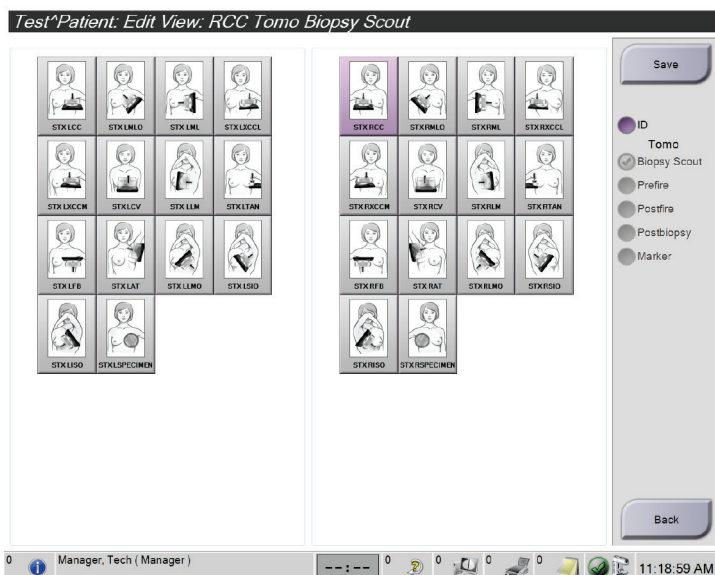 Test^Patient: Edit View: RCC Tomo Biopsy Scout
STX LCC STX LMLO STX LML STX LXCCL
STX LXCCM STX LCV STX LLM STX LTAN
STX LFB STX LAT STX LLMO STX LSIO
STX LISO STX LSPECIMEN
STX RCC STX RMLO STX RML STX RXCCL
STX RXCCM STX RCV STX RLM STX RTAN
STX RFB STX RAT STX RLMO STX RSIO
STX RISO STX RSPECIMEN
Save
ID
Tomo
Biopsy Scout
Prefire
Postfire
Postbiopsy
Marker
Back
0 Manager, Tech ( Manager ) --:-- 0 0 0 0 11:18:59 AM